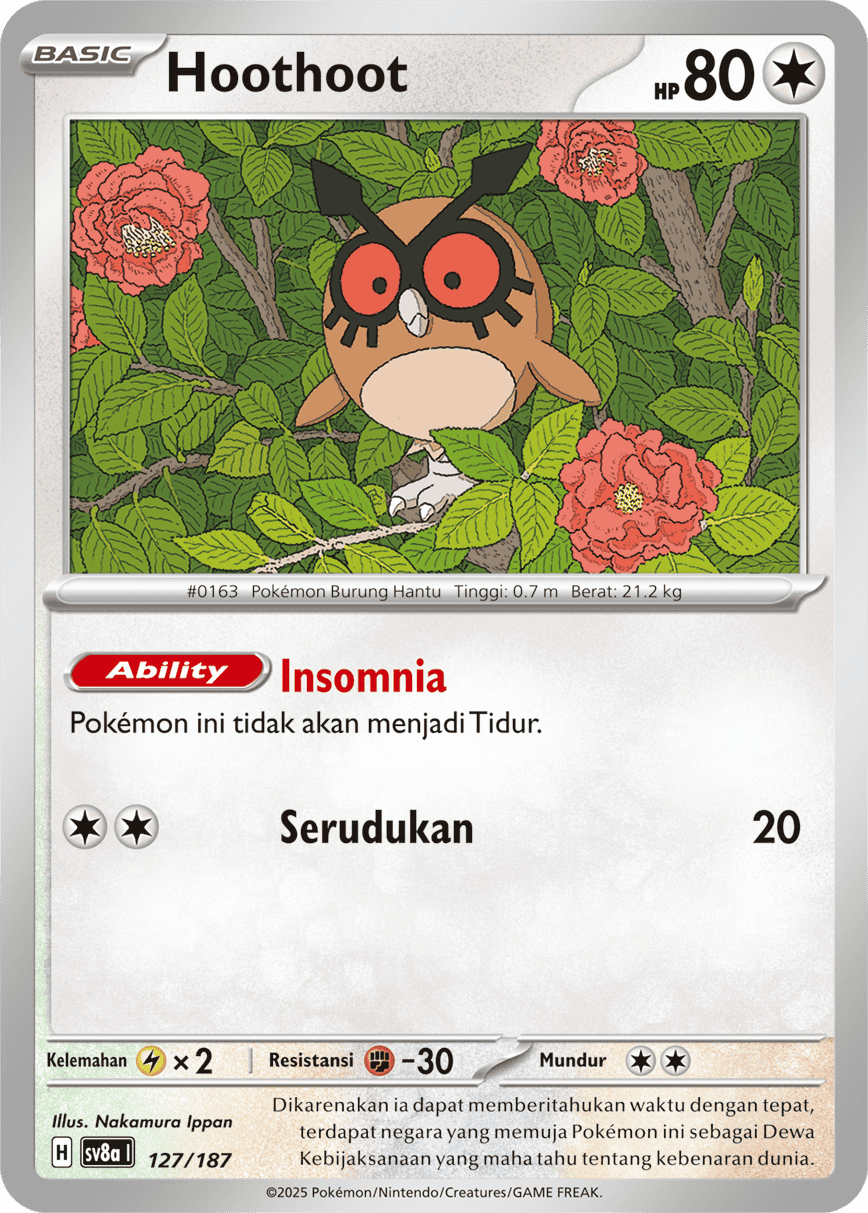 BASIC
Hoothoot
HP 80
#0163 Pokémon Burung Hantu Tinggi: 0.7 m Berat: 21.2 kg
Ability Insomnia
Pokémon ini tidak akan menjadi Tidur.
Serudukan 20
Kelemahan ×2 Resistansi -30 Mundur
Illus. Nakamura Ippan
Dikarenakan ia dapat memberitahukan waktu dengan tepat,
terdapat negara yang memuja Pokémon ini sebagai Dewa
Kebijaksanaan yang maha tahu tentang kebenaran dunia.
H sv8a I 127/187
©2025 Pokémon/Nintendo/Creatures/GAME FREAK.